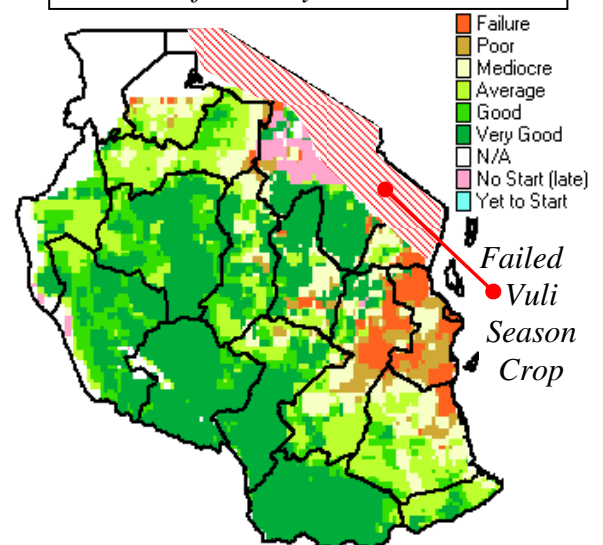 Failure
Poor
Mediocre
Average
Good
Very Good
N/A
No Start (late)
Yet to Start
Failed
Vuli
Season
Crop